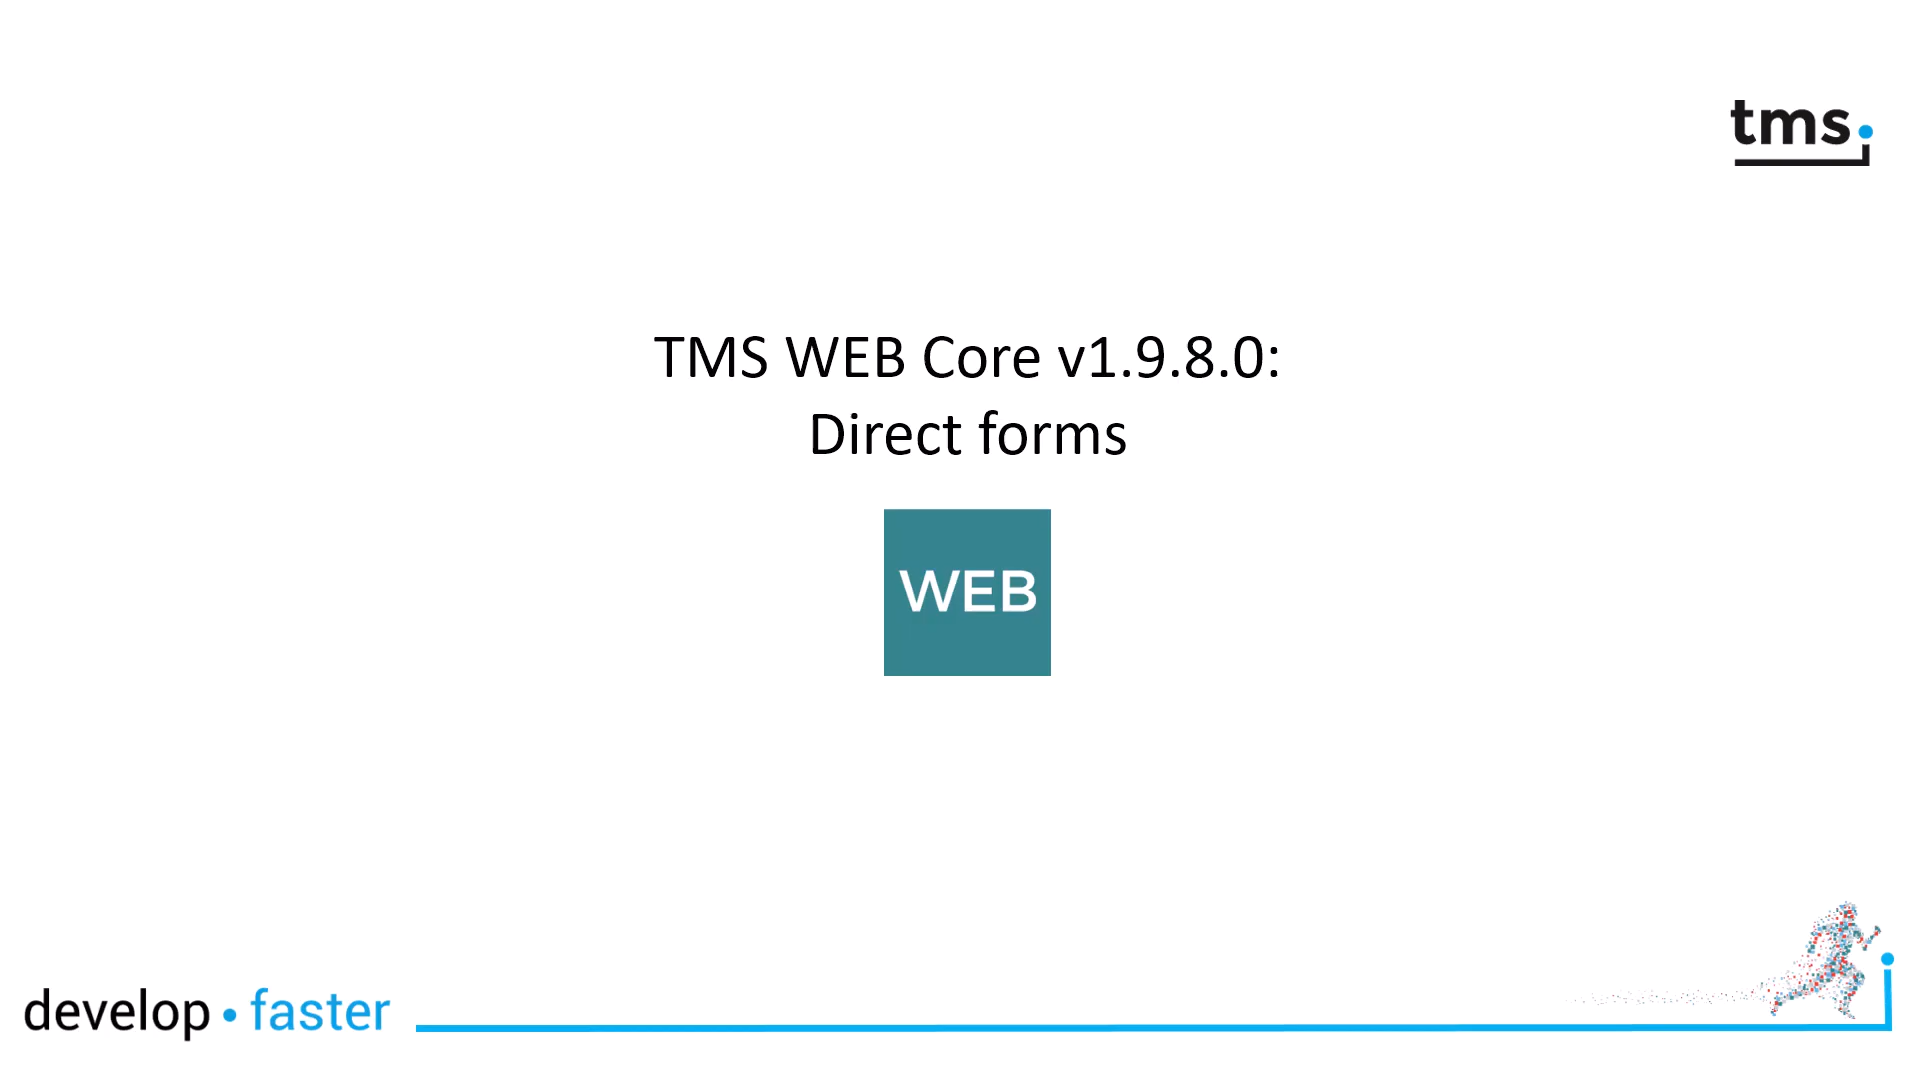 tms
TMS WEB Core v1.9.8.0:
Direct forms
WEB
develop • faster